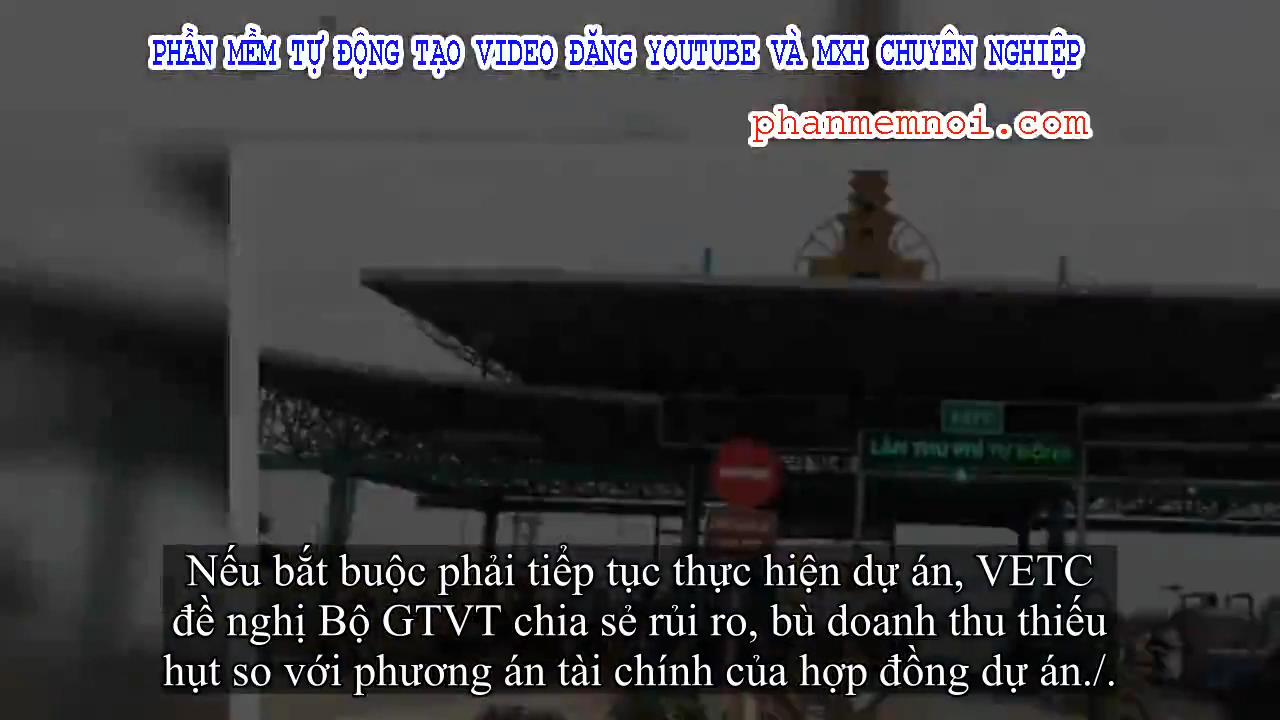 PHẦN MỀM TỰ ĐỘNG TẠO VIDEO ĐĂNG YOUTUBE VÀ MXH CHUYÊN NGHIỆP
phanmemnoi.com
LÀN THU PHÍ TỰ ĐỘNG
Nếu bắt buộc phải tiếp tục thực hiện dự án, VETC
đề nghị Bộ GTVT chia sẻ rủi ro, bù doanh thu thiếu
hụt so với phương án tài chính của hợp đồng dự án./.